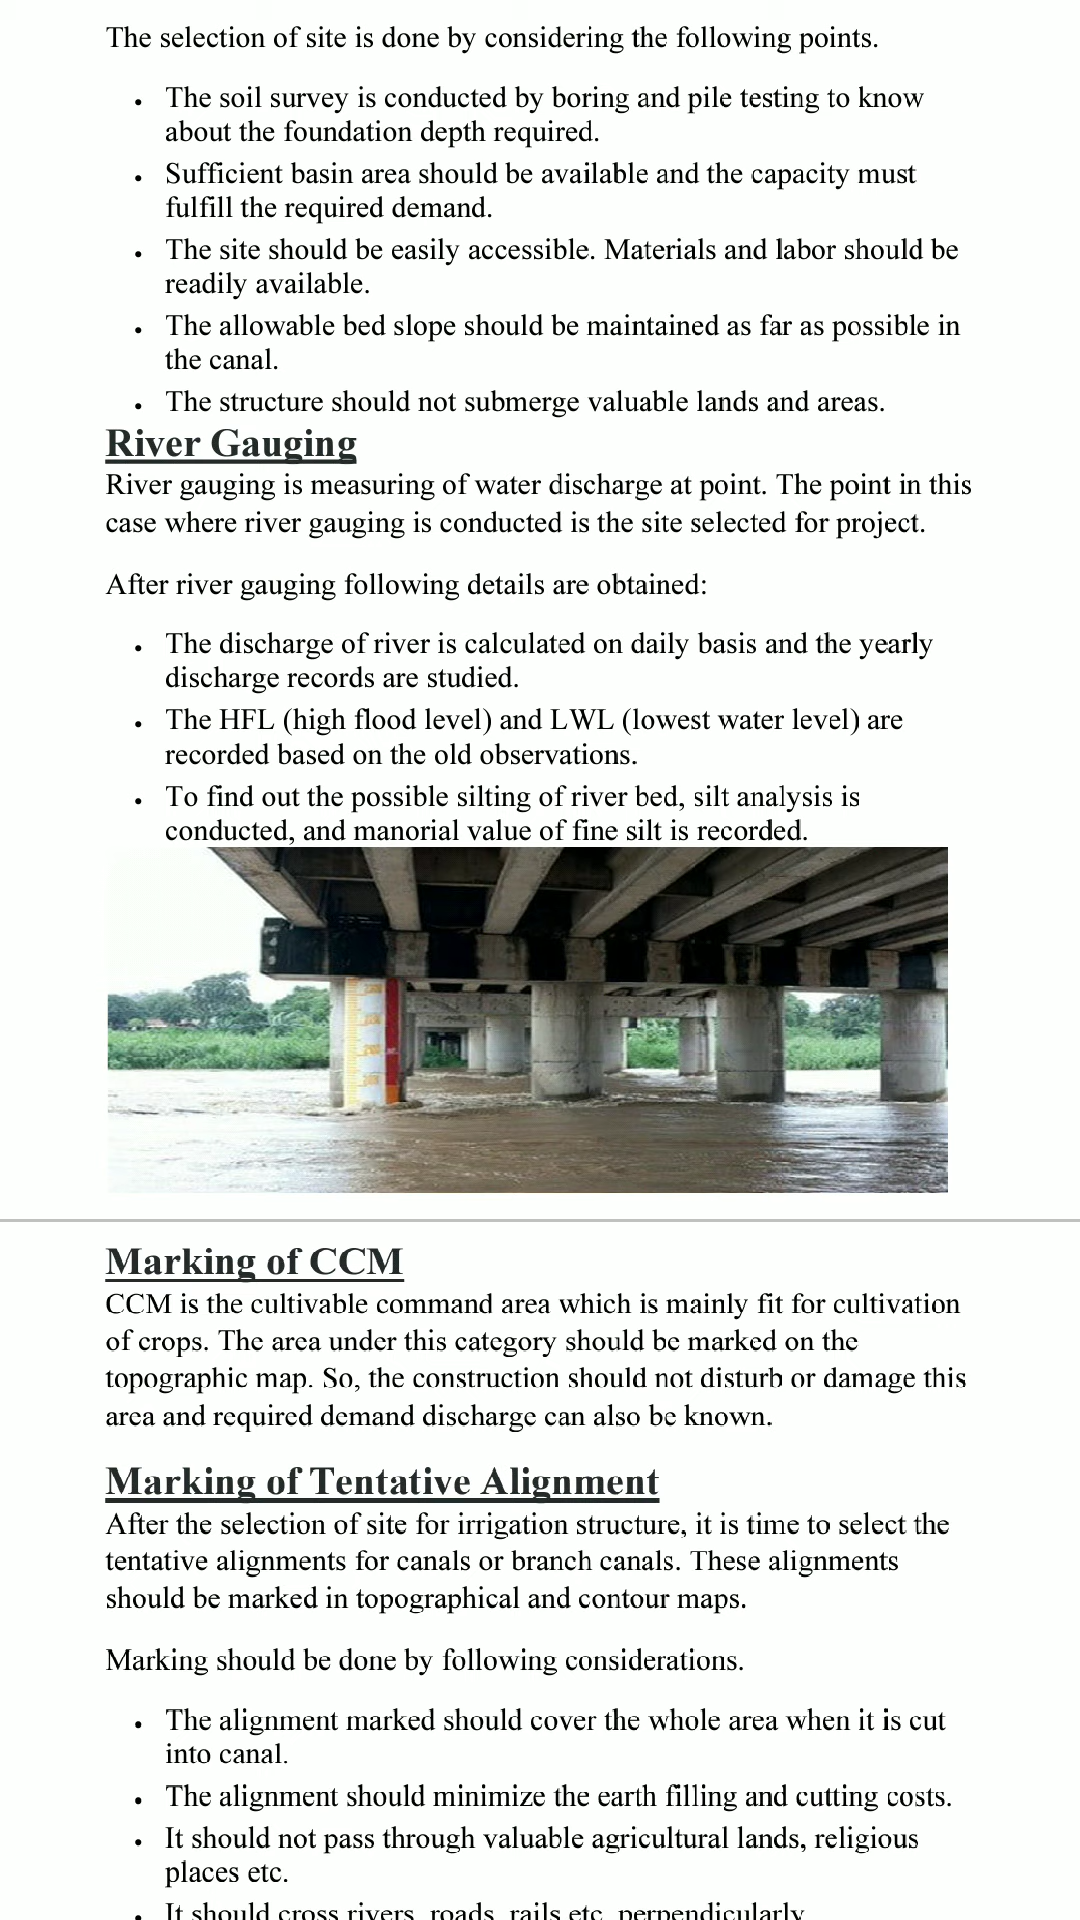 The selection of site is done by considering the following points.
• The soil survey is conducted by boring and pile testing to know
about the foundation depth required.
• Sufficient basin area should be available and the capacity must
fulfill the required demand.
• The site should be easily accessible. Materials and labor should be
readily available.
• The allowable bed slope should be maintained as far as possible in
the canal.
• The structure should not submerge valuable lands and areas.
River Gauging
River gauging is measuring of water discharge at point. The point in this
case where river gauging is conducted is the site selected for project.
After river gauging following details are obtained:
• The discharge of river is calculated on daily basis and the yearly
discharge records are studied.
• The HFL (high flood level) and LWL (lowest water level) are
recorded based on the old observations.
• To find out the possible silting of river bed, silt analysis is
conducted, and manorial value of fine silt is recorded.
Marking of CCM
CCM is the cultivable command area which is mainly fit for cultivation
of crops. The area under this category should be marked on the
topographic map. So, the construction should not disturb or damage this
area and required demand discharge can also be known.
Marking of Tentative Alignment
After the selection of site for irrigation structure, it is time to select the
tentative alignments for canals or branch canals. These alignments
should be marked in topographical and contour maps.
Marking should be done by following considerations.
• The alignment marked should cover the whole area when it is cut
into canal.
• The alignment should minimize the earth filling and cutting costs.
• It should not pass through valuable agricultural lands, religious
places etc.
• It should cross rivers, roads, rails etc. perpendicularly